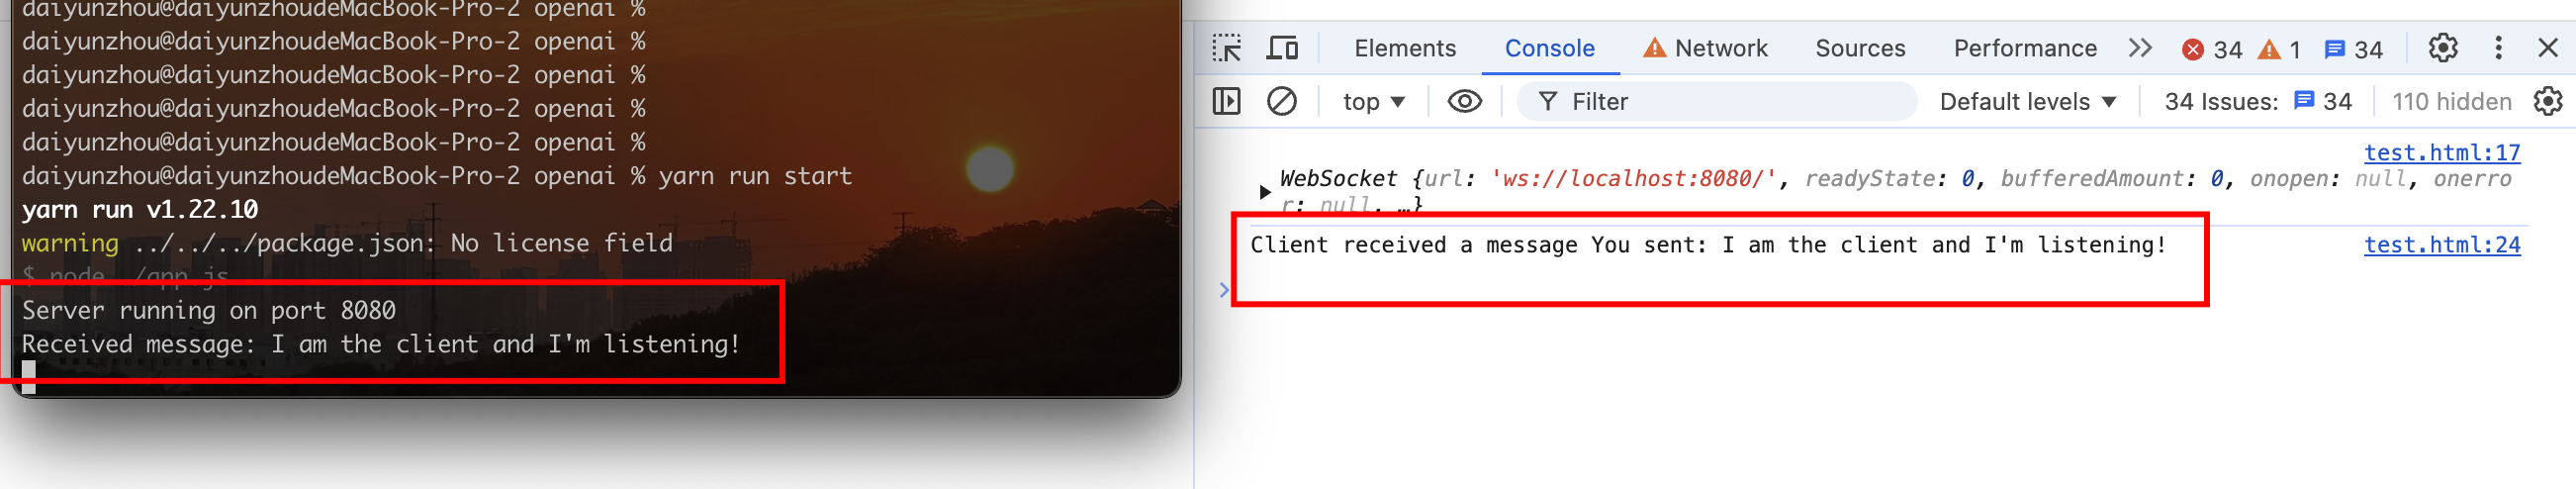 daiyunzhou@daiyunzhoudeMacBook-Pro-2 openai %
daiyunzhou@daiyunzhoudeMacBook-Pro-2 openai %
daiyunzhou@daiyunzhoudeMacBook-Pro-2 openai %
daiyunzhou@daiyunzhoudeMacBook-Pro-2 openai %
daiyunzhou@daiyunzhoudeMacBook-Pro-2 openai %
daiyunzhou@daiyunzhoudeMacBook-Pro-2 openai % yarn run start
yarn run v1.22.10
warning ../../../package.json: No license field
$ node ./app.js
Server running on port 8080
Received message: I am the client and I'm listening!
Elements Console Network Sources Performance 34 1 34
top Filter Default levels 34 Issues: 34 110 hidden
test.html:17
WebSocket {url: 'ws://localhost:8080/', readyState: 0, bufferedAmount: 0, onopen: null, onerro
r: null, …}
Client received a message You sent: I am the client and I'm listening! test.html:24